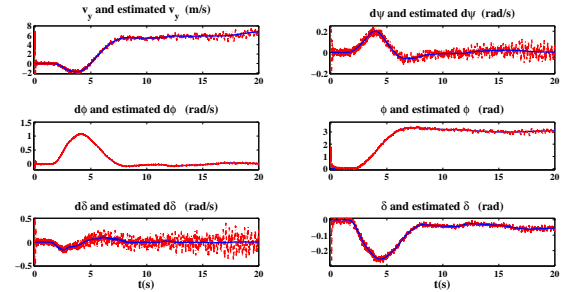 v_y and estimated v_y (m/s)
8
6
4
2
0
−2
0 5 10 15 20
dψ and estimated dψ (rad/s)
0.2
0
−0.2
0 5 10 15 20
dϕ and estimated dϕ (rad/s)
1.5
1
0.5
0
0 5 10 15 20
ϕ and estimated ϕ (rad)
3
2
1
0
0 5 10 15 20
dδ and estimated dδ (rad/s)
0.5
0
−0.5
0 5 10 15 20
t(s)
δ and estimated δ (rad)
0
−0.1
−0.2
0 5 10 15 20
t(s)